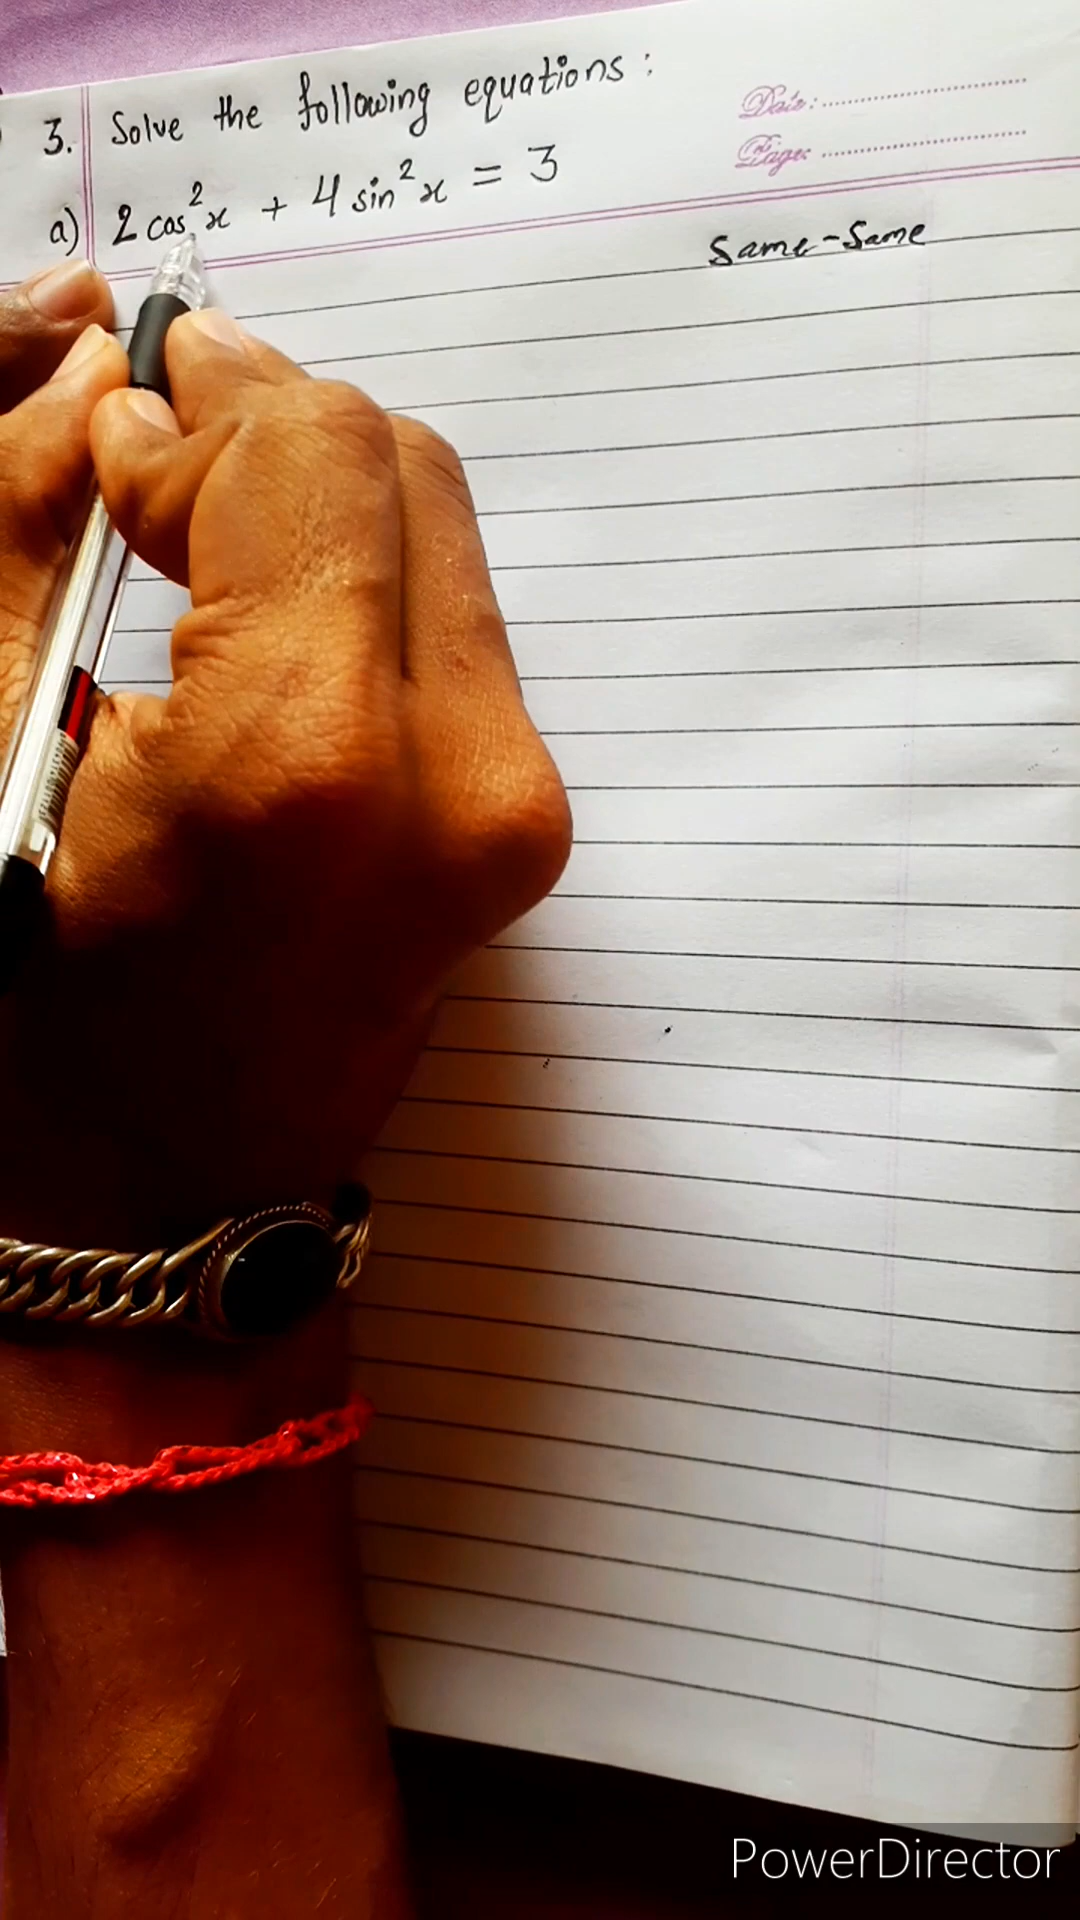 3. Solve the following equations:
Date:
Page:
a) 2 cos²x + 4 sin²x = 3
Same-Same
PowerDirector